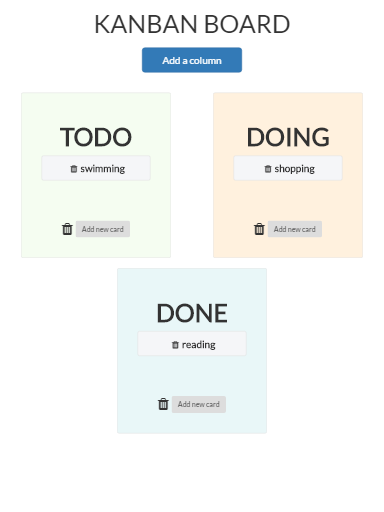 KANBAN BOARD
Add a column
TODO
swimming
Add new card
DOING
shopping
Add new card
DONE
reading
Add new card